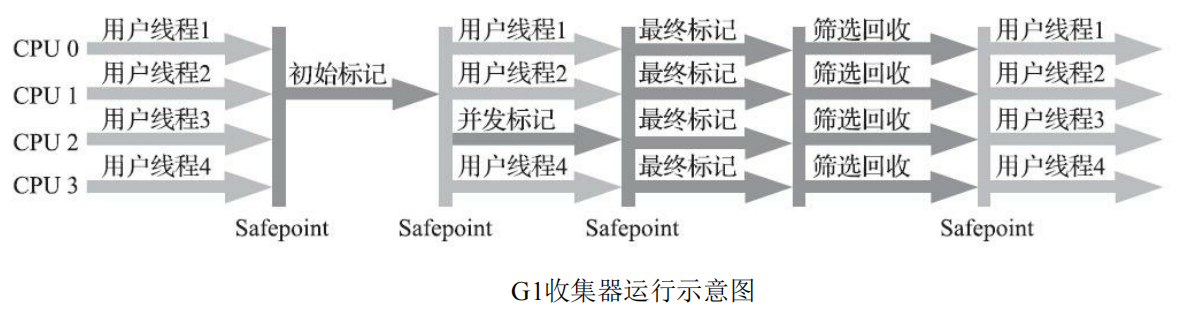 CPU 0 用户线程1 用户线程1 最终标记 筛选回收 用户线程1
CPU 1 用户线程2 初始标记 用户线程2 最终标记 筛选回收 用户线程2
CPU 2 用户线程3 并发标记 最终标记 筛选回收 用户线程3
CPU 3 用户线程4 用户线程4 最终标记 筛选回收 用户线程4
Safepoint Safepoint Safepoint Safepoint
G1收集器运行示意图